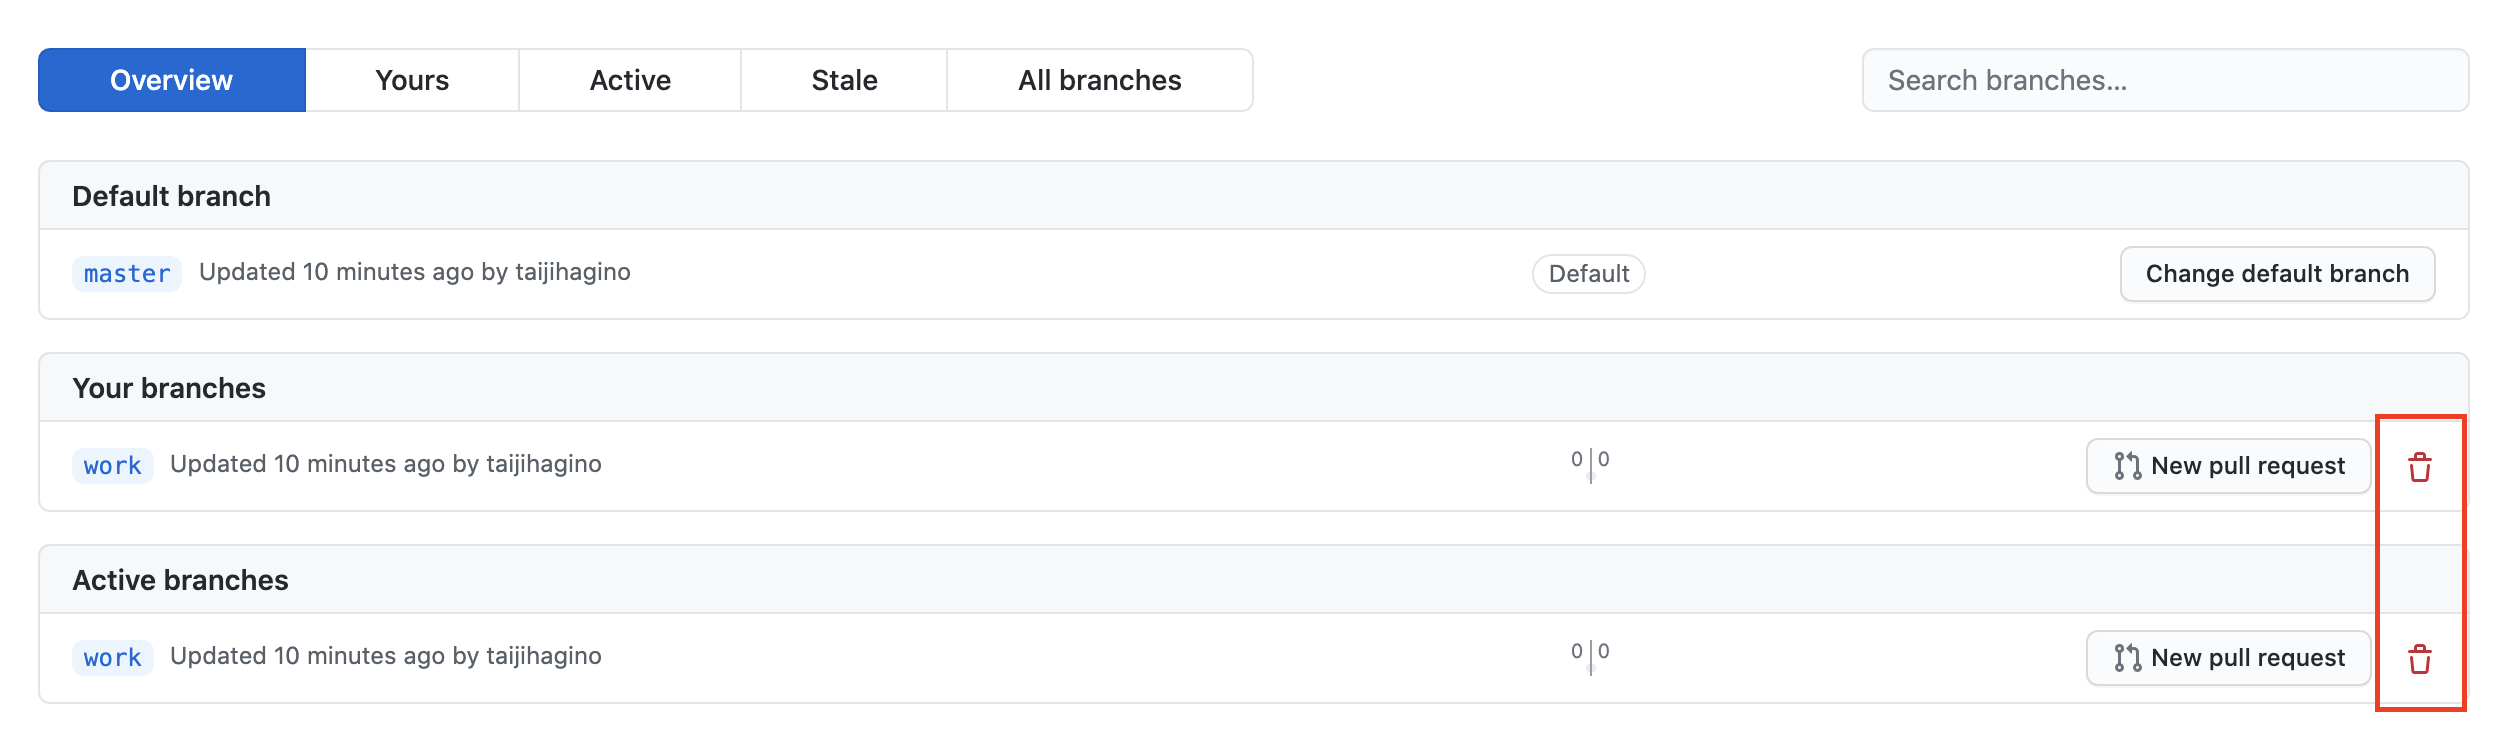 Overview Yours Active Stale All branches Search branches...
Default branch
master Updated 10 minutes ago by taijihagino Default Change default branch
Your branches
work Updated 10 minutes ago by taijihagino 0 0 New pull request
Active branches
work Updated 10 minutes ago by taijihagino 0 0 New pull request